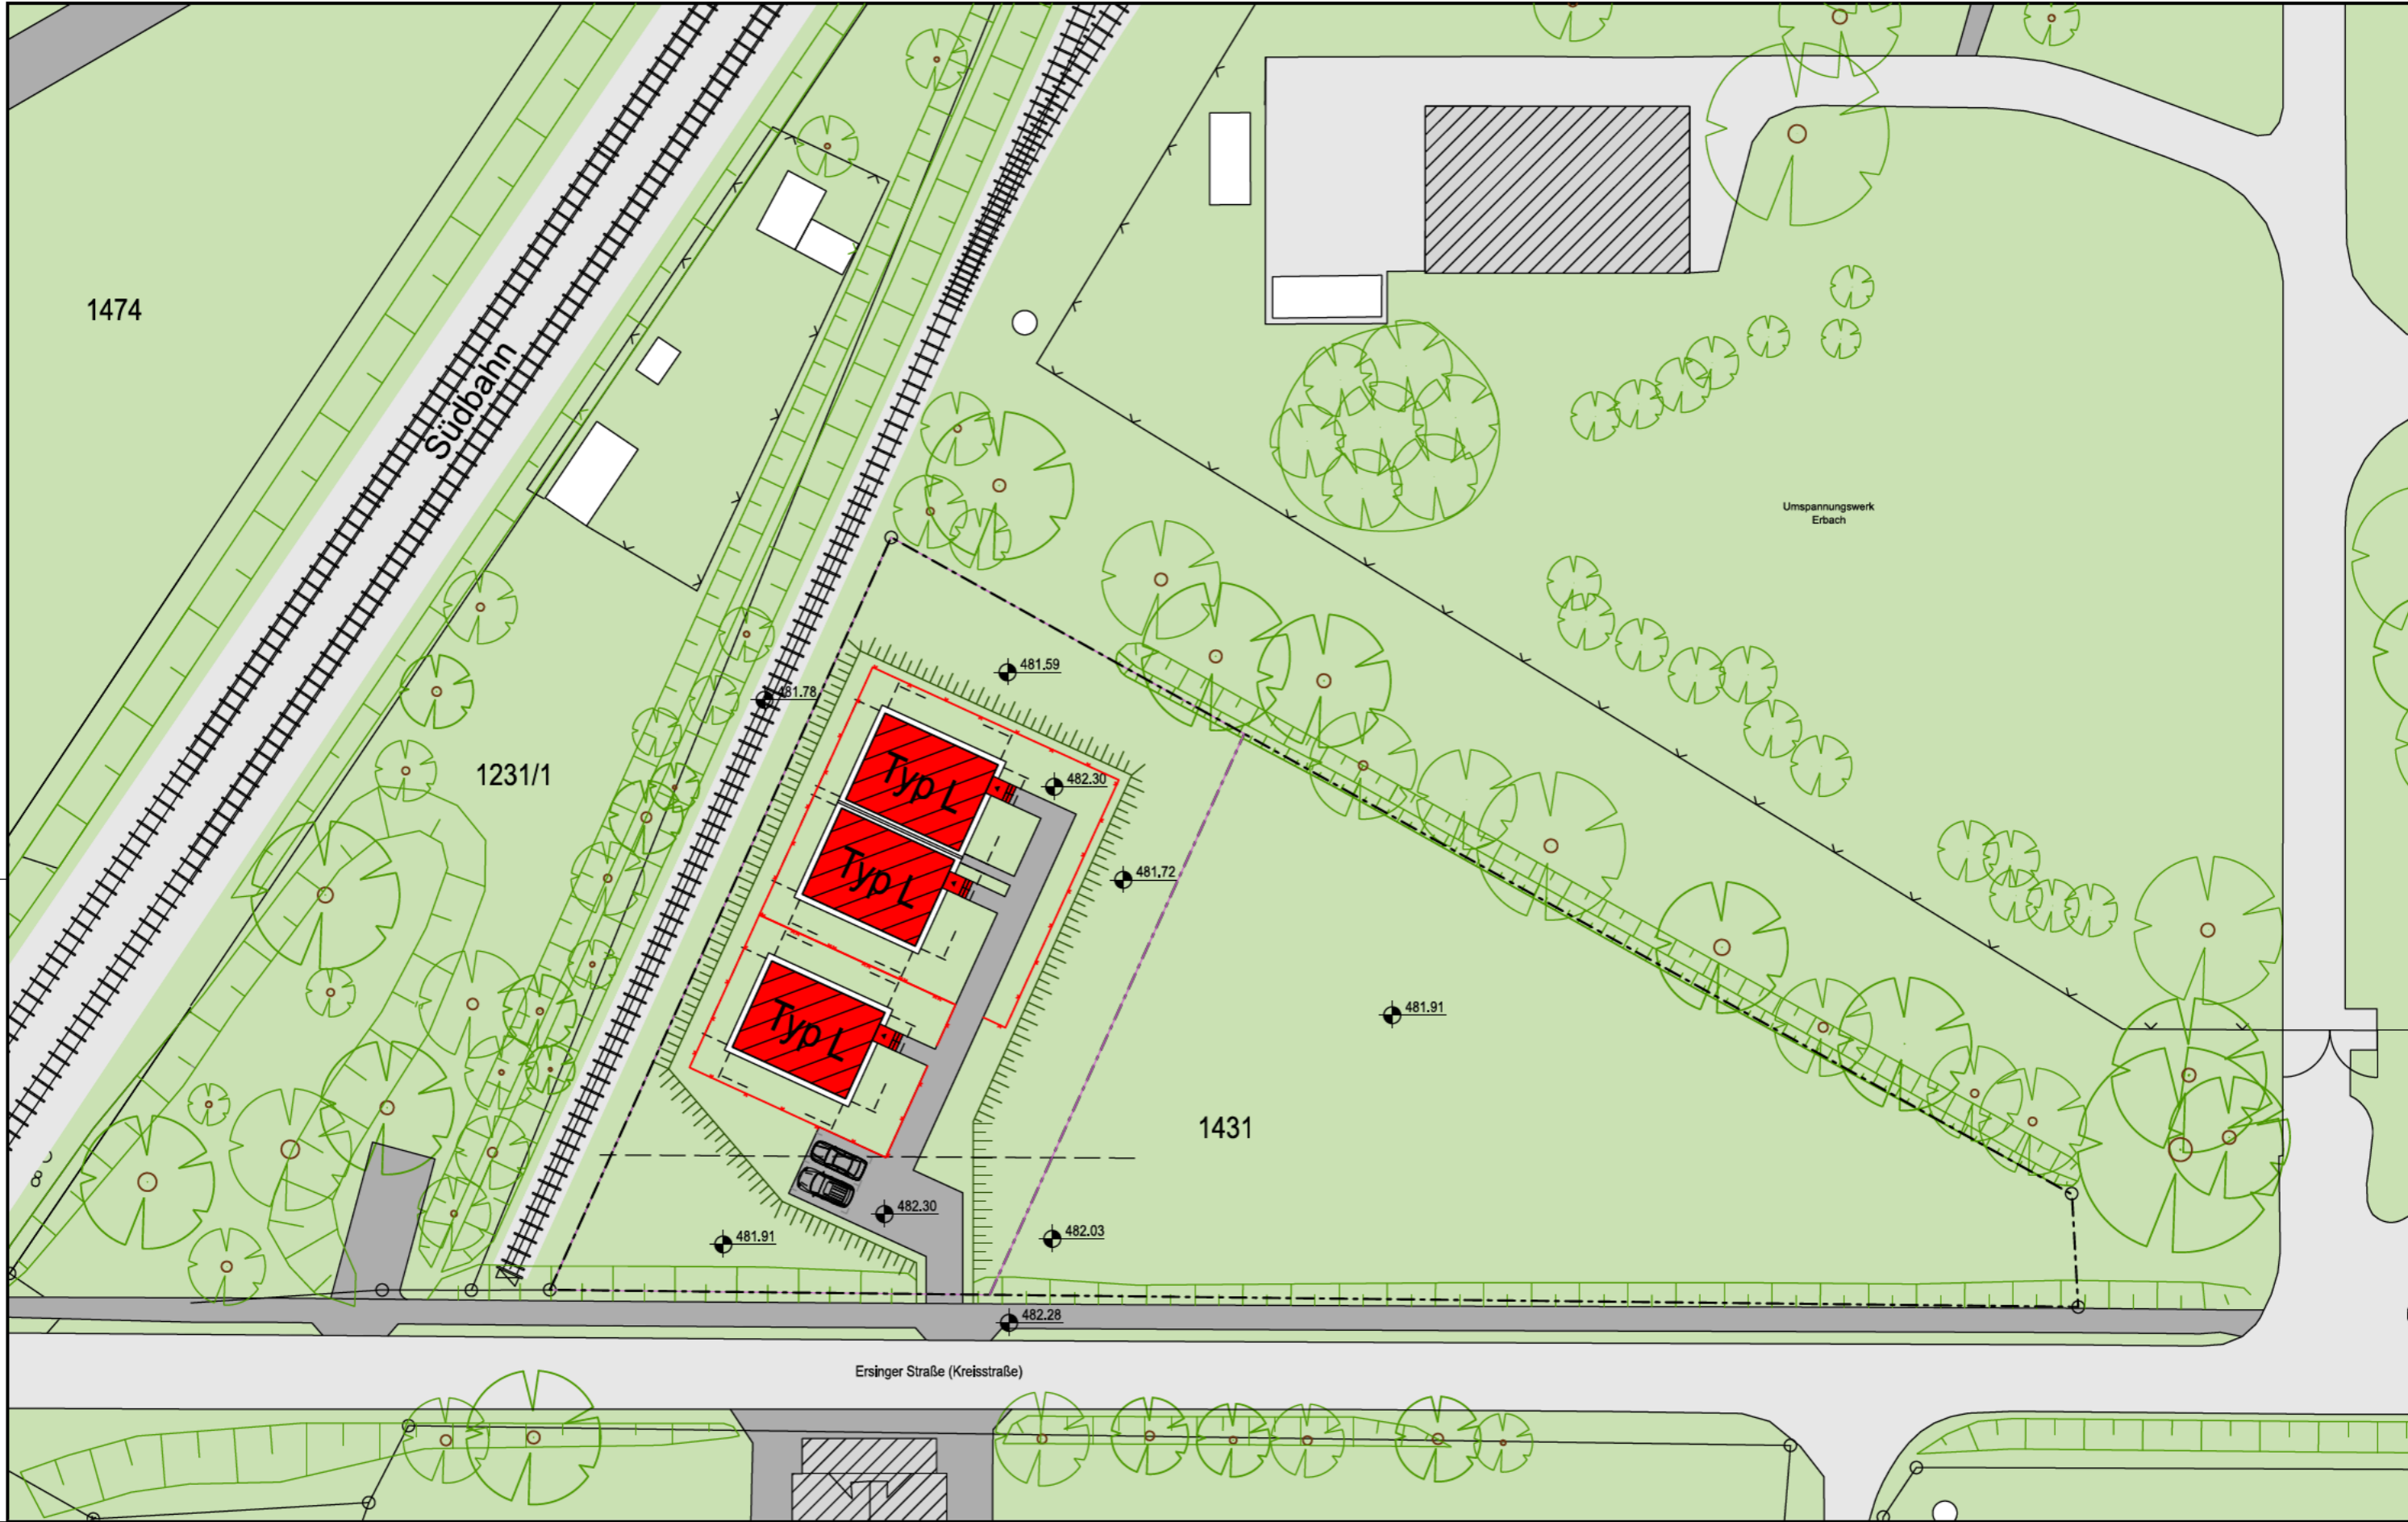 1474
Südbahn
Umspannungswerk
Erbach
481.59
481.78
1231/1
Typ L
482.30
Typ L
481.72
Typ L
481.91
1431
482.30
481.91
482.03
8
482.28
Ersinger Straße (Kreisstraße)